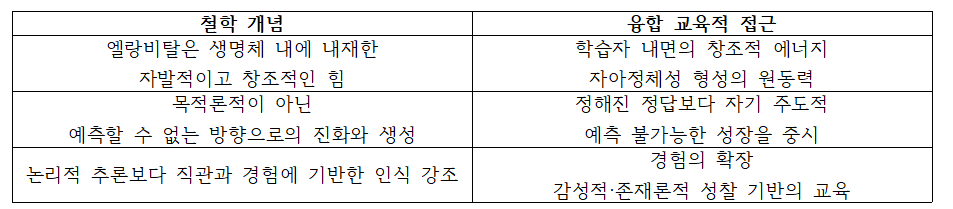 철학 개념
융합 교육적 접근
엘랑비탈은 생명체 내에 내재한
자발적이고 창조적인 힘
학습자 내면의 창조적 에너지
자아정체성 형성의 원동력
목적론적이 아닌
예측할 수 없는 방향으로의 진화와 생성
정해진 정답보다 자기 주도적
예측 불가능한 성장을 중시
논리적 추론보다 직관과 경험에 기반한 인식 강조
경험의 확장
감성적·존재론적 성찰 기반의 교육